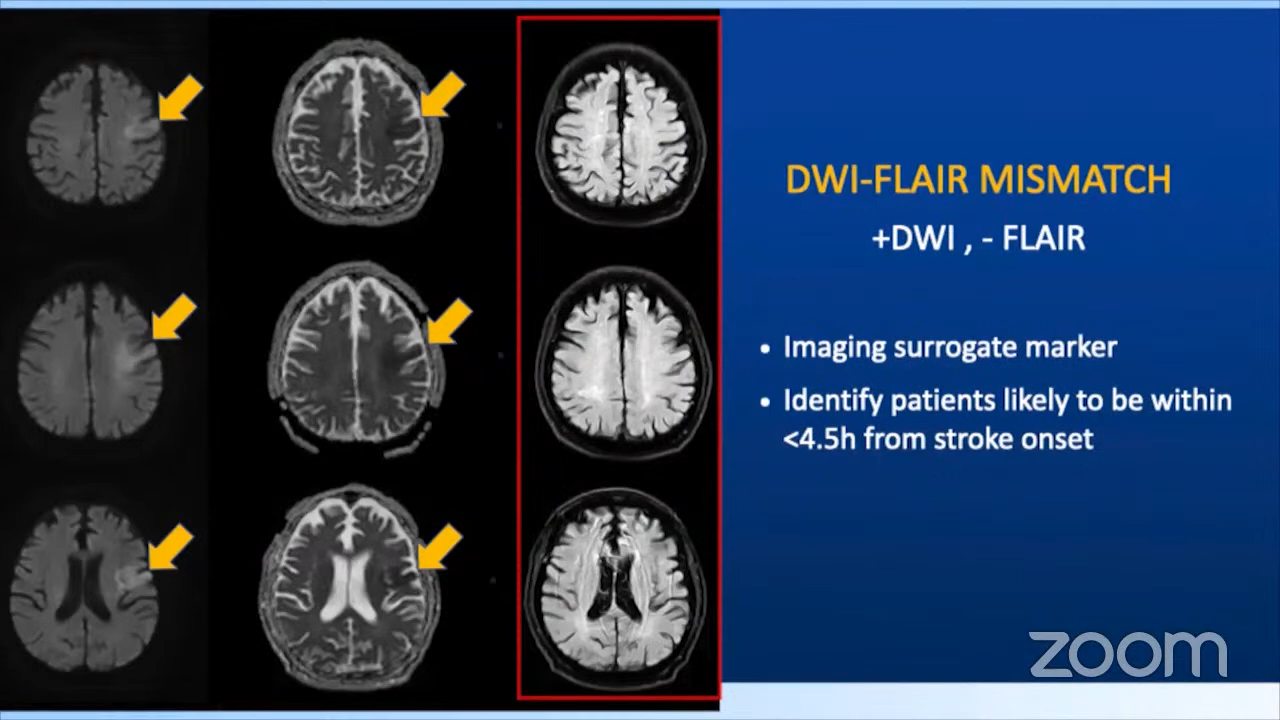 DWI-FLAIR MISMATCH
+DWI , - FLAIR
• Imaging surrogate marker
• Identify patients likely to be within
<4.5h from stroke onset
zoom